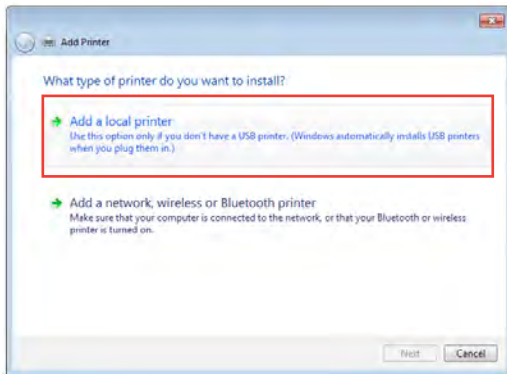 Add Printer
What type of printer do you want to install?
Add a local printer
Use this option only if you don't have a USB printer. (Windows automatically installs USB printers
when you plug them in.)
Add a network, wireless or Bluetooth printer
Make sure that your computer is connected to the network, or that your Bluetooth or wireless
printer is turned on.
Next Cancel